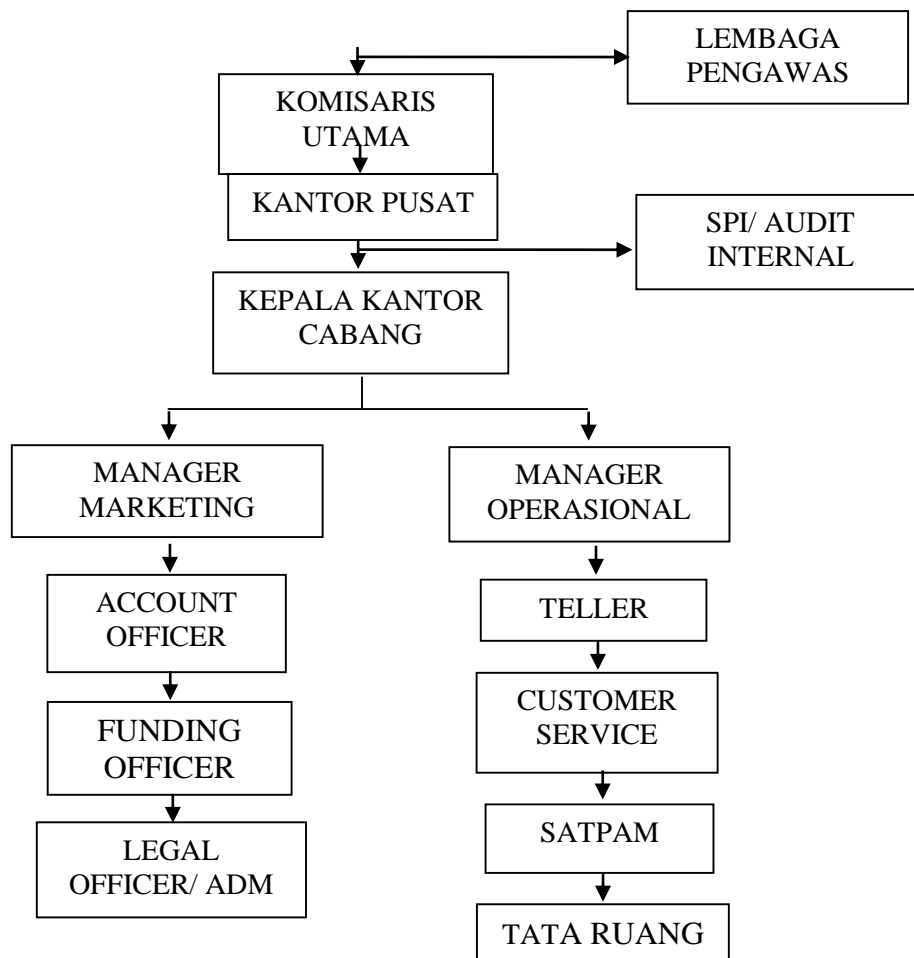 LEMBAGA
PENGAWAS
KOMISARIS
UTAMA
KANTOR PUSAT
SPI/ AUDIT
INTERNAL
KEPALA KANTOR
CABANG
MANAGER
MARKETING
MANAGER
OPERASIONAL
ACCOUNT
OFFICER
TELLER
FUNDING
OFFICER
CUSTOMER
SERVICE
LEGAL
OFFICER/ ADM
SATPAM
TATA RUANG